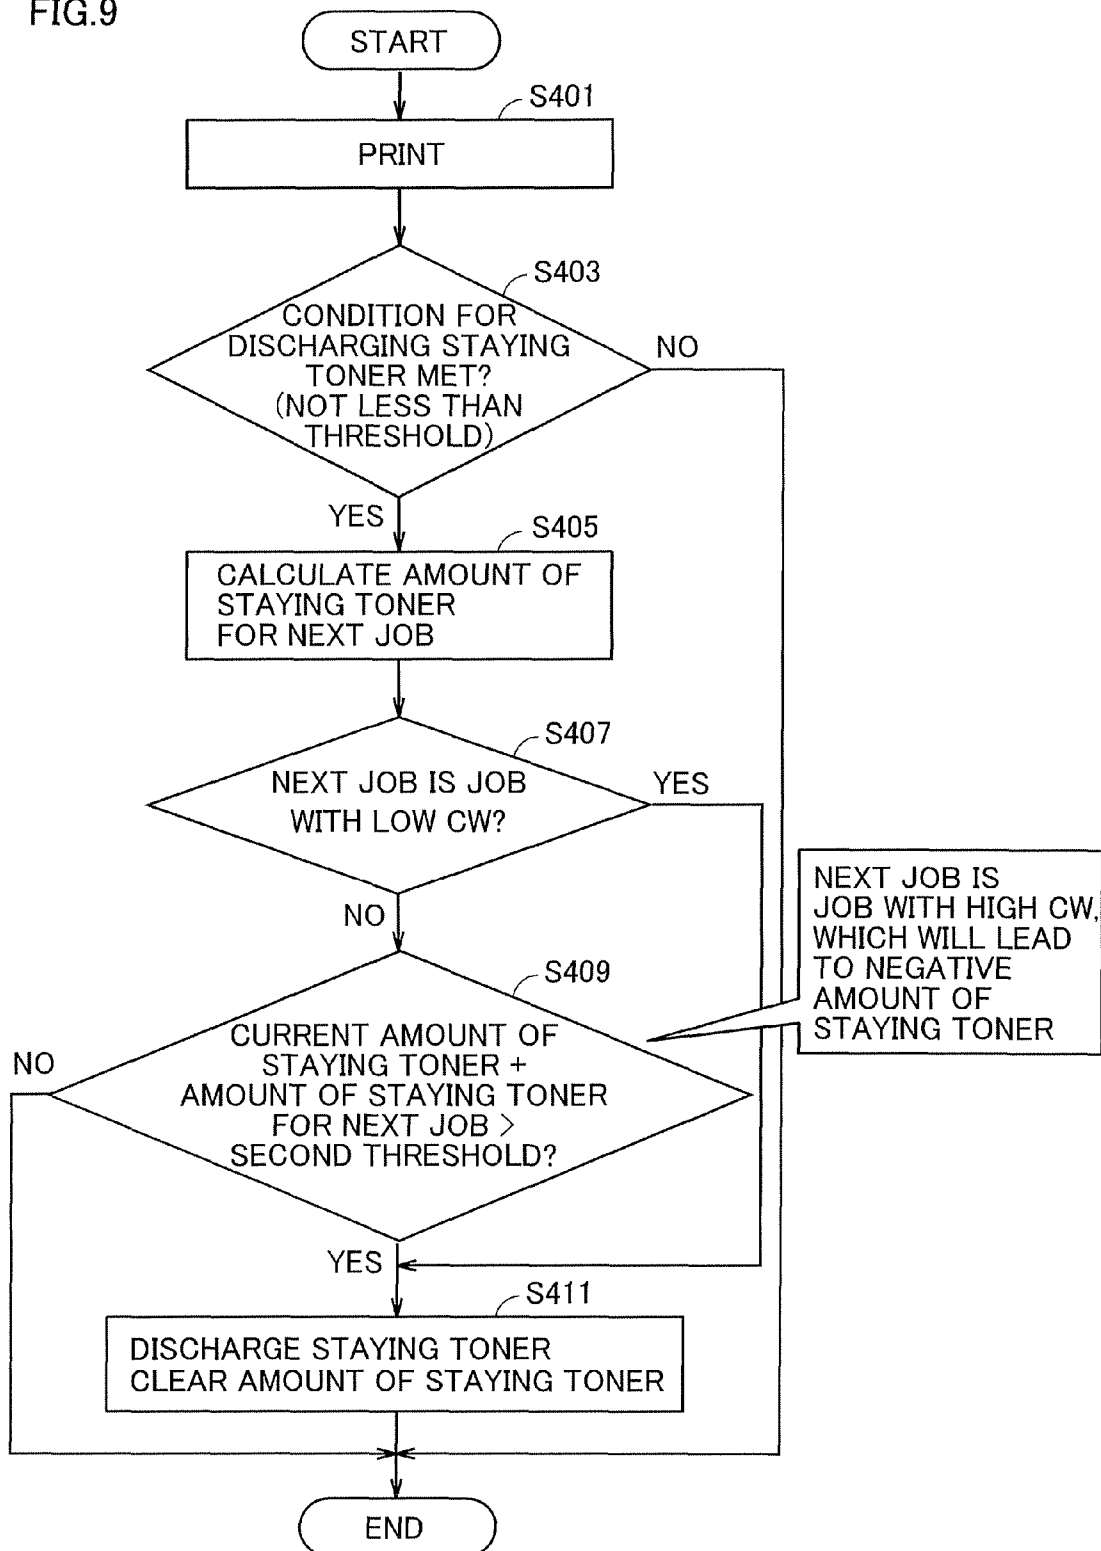 FIG.9
START
S401
PRINT
S403
CONDITION FOR
DISCHARGING STAYING
TONER MET?
(NOT LESS THAN
THRESHOLD)
NO
YES
S405
CALCULATE AMOUNT OF
STAYING TONER
FOR NEXT JOB
S407
NEXT JOB IS JOB
WITH LOW CW?
YES
NO
NEXT JOB IS
JOB WITH HIGH CW,
WHICH WILL LEAD
TO NEGATIVE
AMOUNT OF
STAYING TONER
S409
CURRENT AMOUNT OF
STAYING TONER +
AMOUNT OF STAYING TONER
FOR NEXT JOB >
SECOND THRESHOLD?
NO
YES
S411
DISCHARGE STAYING TONER
CLEAR AMOUNT OF STAYING TONER
END